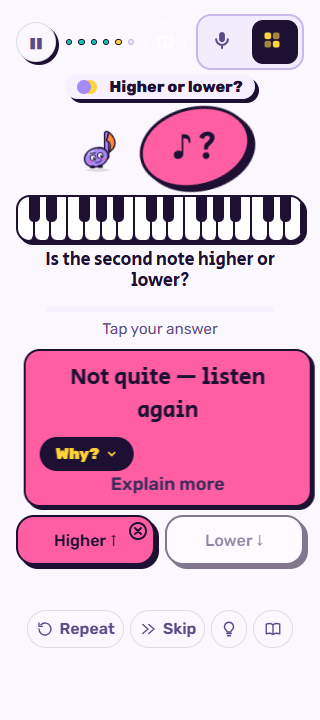 Higher or lower?
?
Is the second note higher or
lower?
Tap your answer
Not quite — listen
again
Why?
Explain more
Higher ↑
Lower ↓
Repeat
Skip